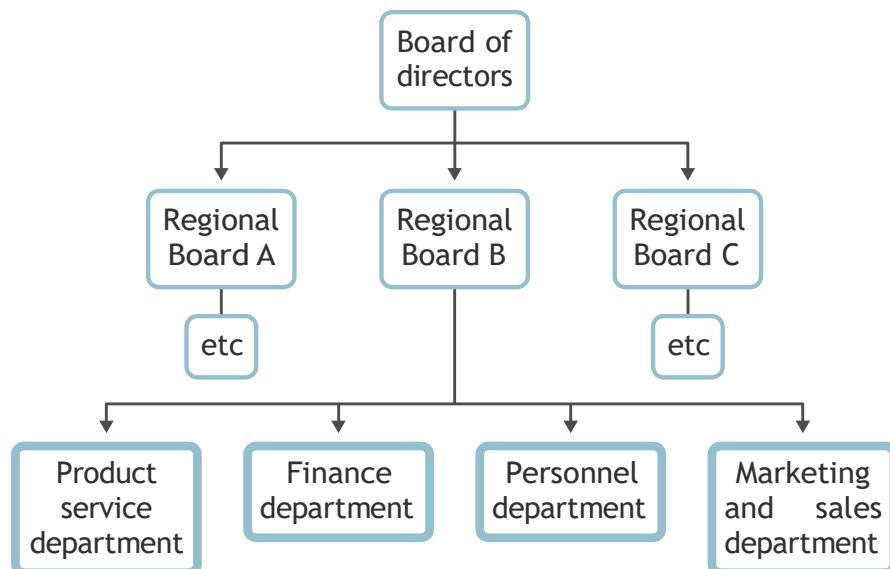 Board of
directors
Regional
Board A
Regional
Board B
Regional
Board C
etc
etc
Product
service
department
Finance
department
Personnel
department
Marketing
and sales
department